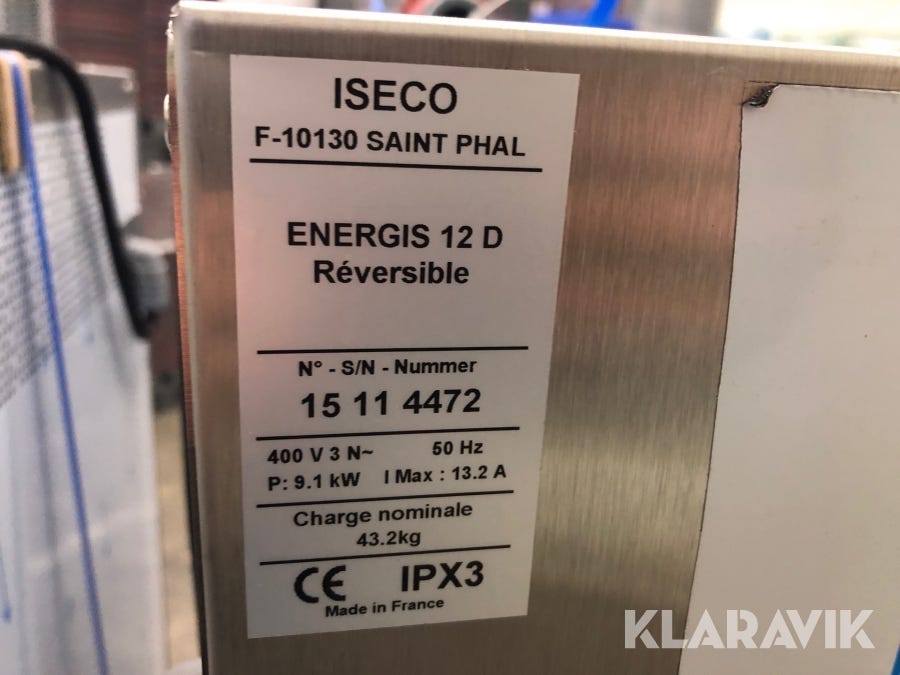 ISECO
F-10130 SAINT PHAL
ENERGIS 12 D
Réversible
N° - S/N - Nummer
15 11 4472
400 V 3 N~ 50 Hz
P: 9.1 kW I Max : 13.2 A
Charge nominale
43.2kg
CE IPX3
Made in France
KLARAVIK